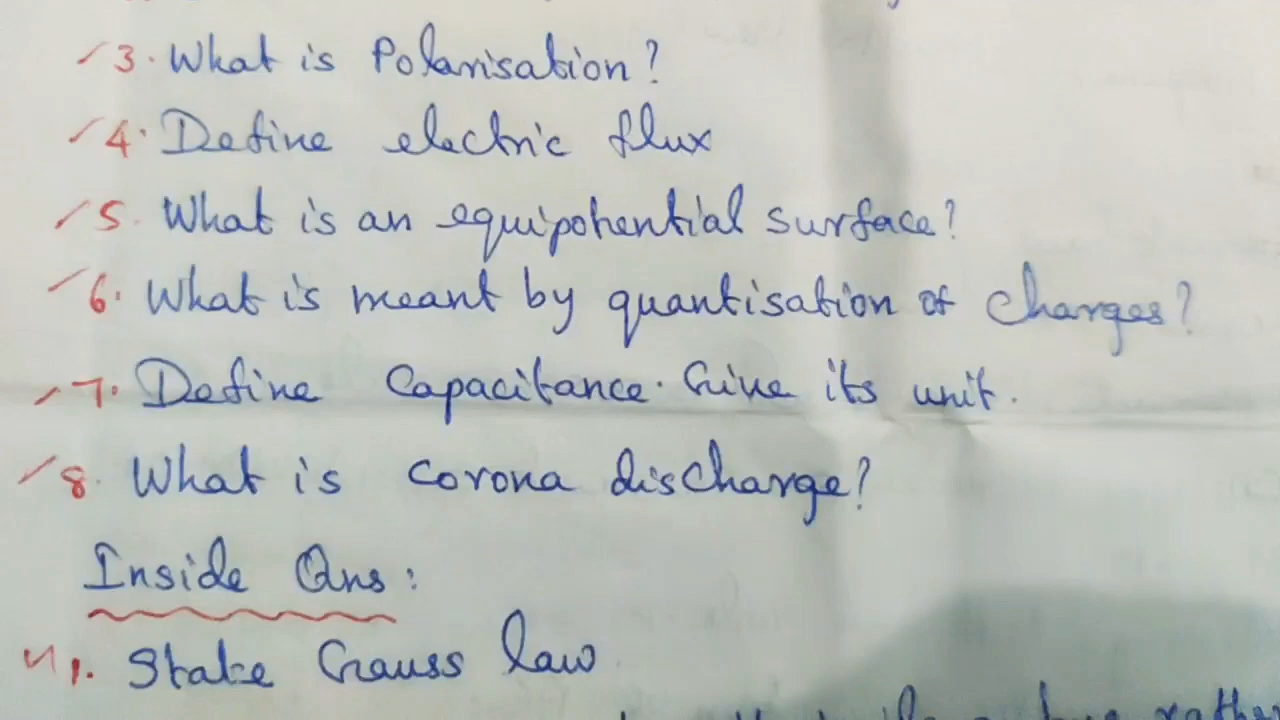 3. What is Polarisation?
4. Define electric flux
5. What is an equipotential surface?
6. What is meant by quantisation of charges?
7. Define Capacitance. Give its unit.
8. What is corona discharge?
Inside Qns:
1. State Gauss law
rather